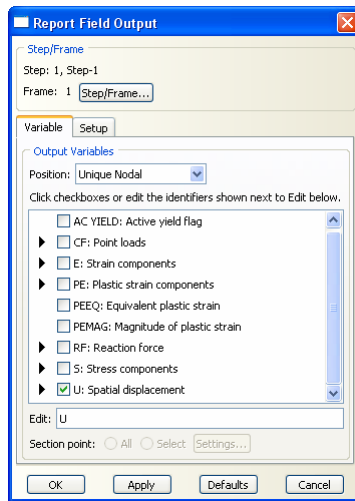 Report Field Output
Step/Frame
Step: 1, Step-1
Frame: 1 Step/Frame...
Variable Setup
Output Variables
Position: Unique Nodal
Click checkboxes or edit the identifiers shown next to Edit below.
AC YIELD: Active yield flag
CF: Point loads
E: Strain components
PE: Plastic strain components
PEEQ: Equivalent plastic strain
PEMAG: Magnitude of plastic strain
RF: Reaction force
S: Stress components
U: Spatial displacement
Edit: U
Section point: All Select Settings...
OK Apply Defaults Cancel